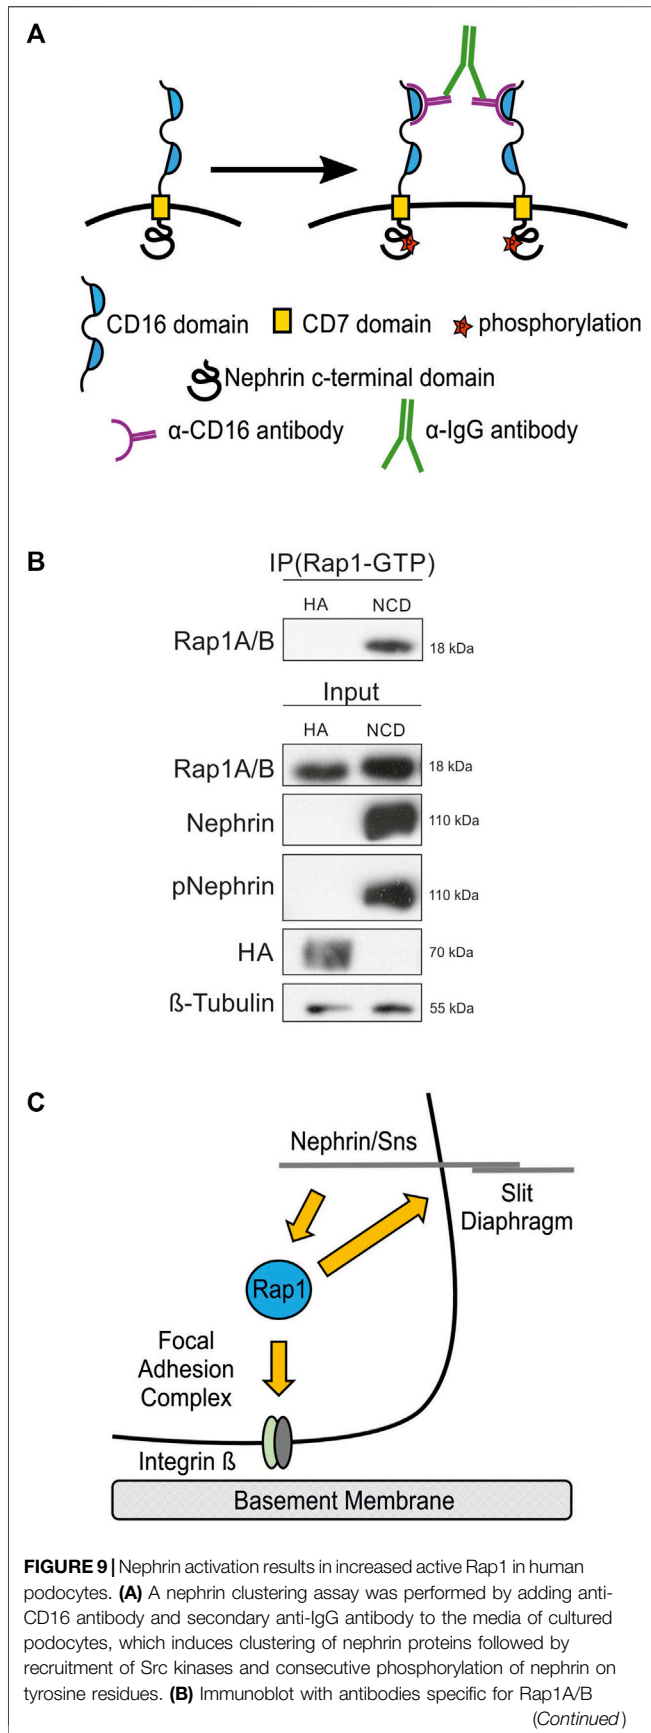 A
P
P
CD16 domain
CD7 domain
P
phosphorylation
Nephrin c-terminal domain
α-CD16 antibody
α-IgG antibody
B
IP(Rap1-GTP)
HA NCD
Rap1A/B 18 kDa
Input
HA NCD
Rap1A/B 18 kDa
Nephrin 110 kDa
pNephrin 110 kDa
HA 70 kDa
ß-Tubulin 55 kDa
C
Nephrin/Sns
Slit
Diaphragm
Rap1
Focal
Adhesion
Complex
Integrin ß
Basement Membrane
FIGURE 9 | Nephrin activation results in increased active Rap1 in human
podocytes. (A) A nephrin clustering assay was performed by adding anti-
CD16 antibody and secondary anti-IgG antibody to the media of cultured
podocytes, which induces clustering of nephrin proteins followed by
recruitment of Src kinases and consecutive phosphorylation of nephrin on
tyrosine residues. (B) Immunoblot with antibodies specific for Rap1A/B
(Continued)